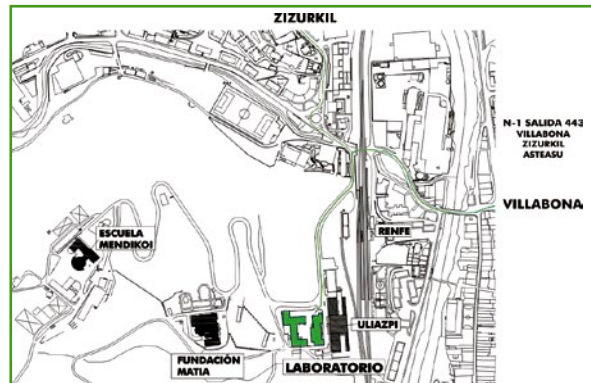 ZIZURKIL
N-1 SALIDA 443
VILLABONA
ZIZURKIL
ASTEASU
VILLABONA
RENFE
ESCUELA
MENDIKOI
ULIAZPI
FUNDACIÓN
MATIA
LABORATORIO